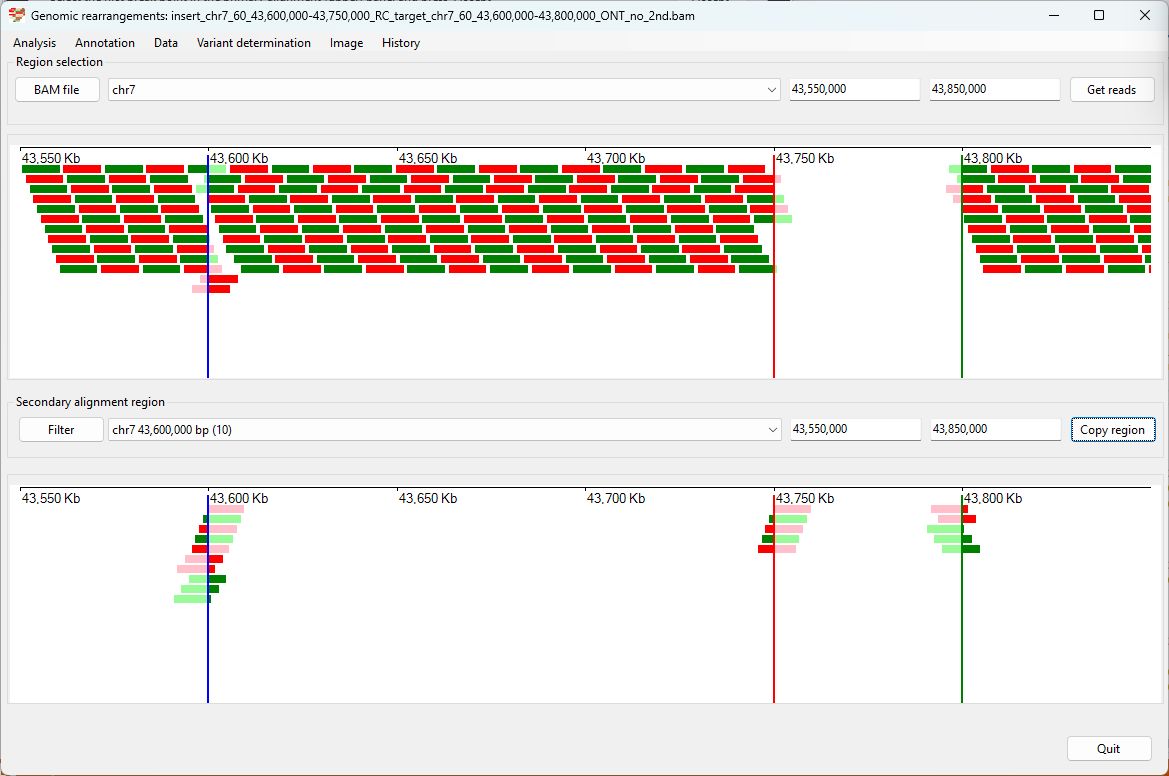 Genomic rearrangements: insert_chr7_60_43,600,000-43,750,000_RC_target_chr7_60_43,600,000-43,800,000_ONT_no_2nd.bam
Analysis Annotation Data Variant determination Image History
Region selection
BAM file chr7 43,550,000 43,850,000 Get reads
43,550 Kb 43,600 Kb 43,650 Kb 43,700 Kb 43,750 Kb 43,800 Kb
Secondary alignment region
Filter chr7 43,600,000 bp (10) 43,550,000 43,850,000 Copy region
43,550 Kb 43,600 Kb 43,650 Kb 43,700 Kb 43,750 Kb 43,800 Kb
Quit